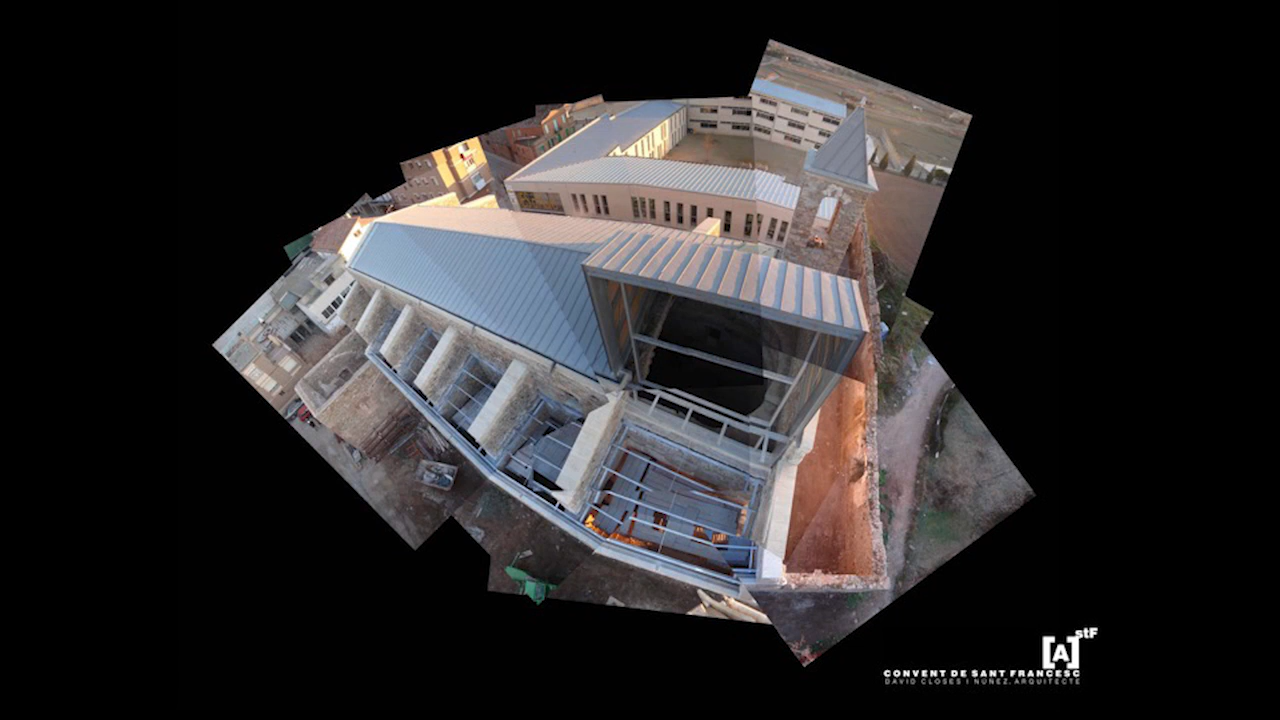 [A]stF
CONVENT DE SANT FRANCESC
DAVID CLOSES I NÚÑEZ, ARQUITECTE